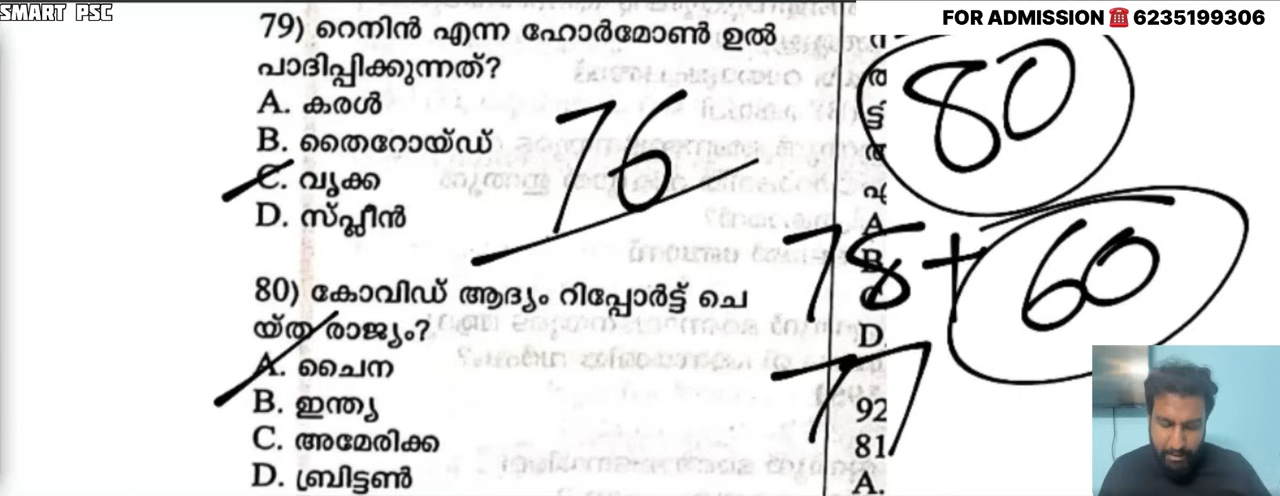 SMART PSC
FOR ADMISSION ☎️ 6235199306
79) റെനിൻ എന്ന ഹോർമോൺ ഉൽ
പാദിപ്പിക്കുന്നത്?
A. കരൾ
B. തൈറോയ്ഡ്
C. വൃക്ക
D. സ്പ്ലീൻ
76
80) കോവിഡ് ആദ്യം റിപ്പോർട്ട് ചെ
യ്ത രാജ്യം?
A. ചൈന
B. ഇന്ത്യ
C. അമേരിക്ക
D. ബ്രിട്ടൺ
80
A
B
78+ 60
D
77
92
81
A.